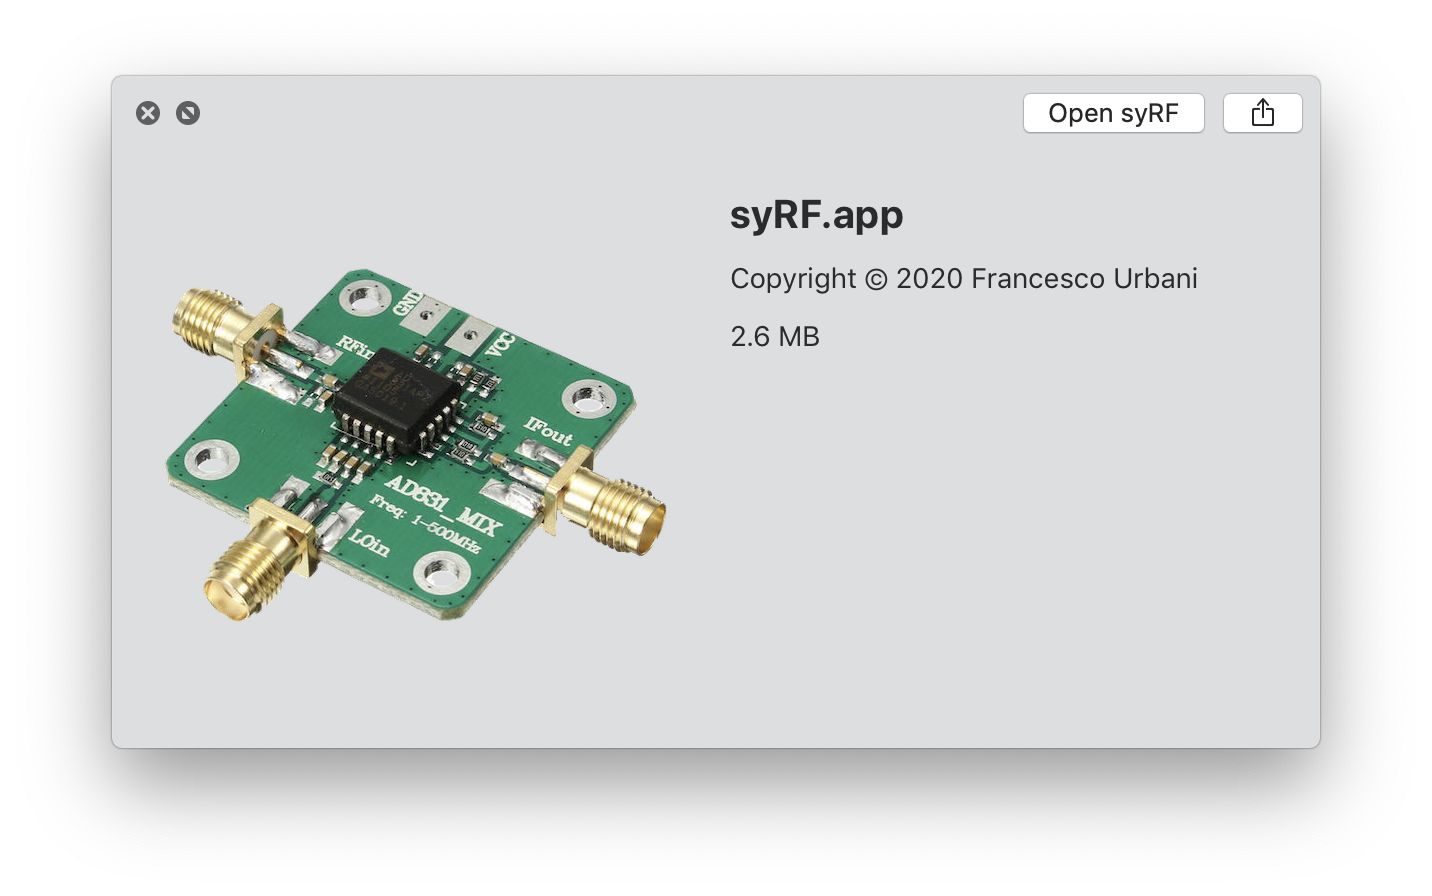 Open syRF
syRF.app
Copyright © 2020 Francesco Urbani
2.6 MB
GND
VCC
RFin
IFout
AD831_MIX
Freq: 1-500MHz
LOin